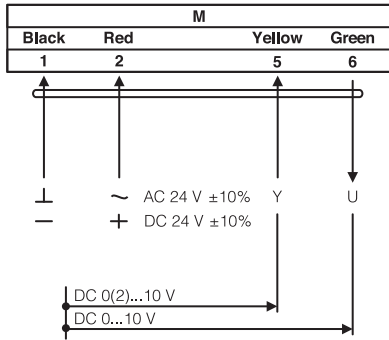 M
Black Red Yellow Green
1 2 5 6
⊥ ~ AC 24 V ±10% Y U
− + DC 24 V ±10%
DC 0(2)...10 V
DC 0...10 V